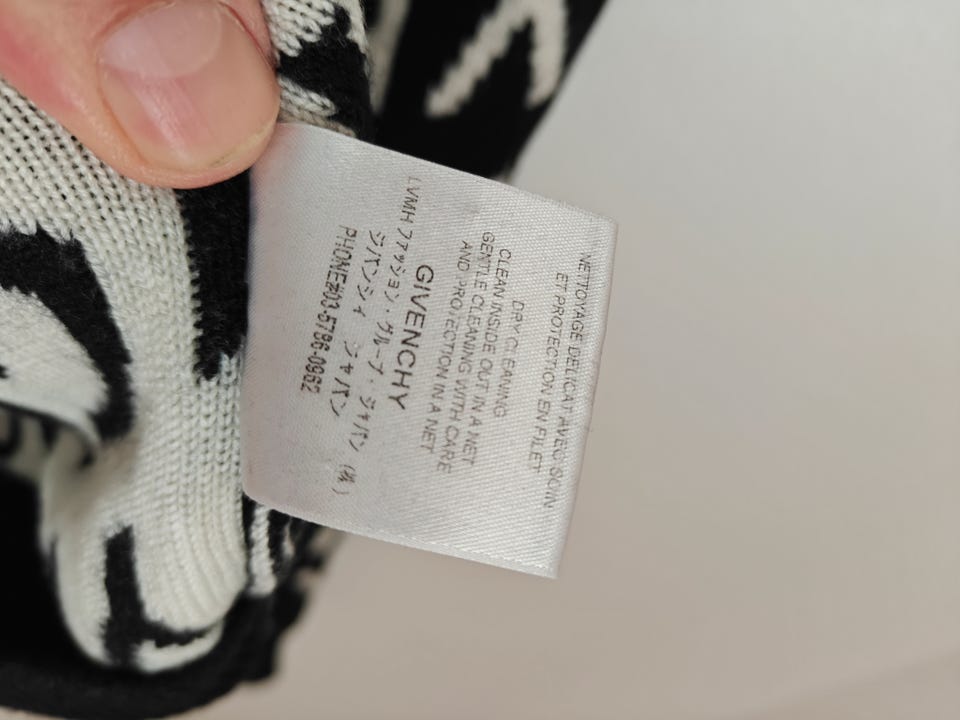 NETTOYAGE DELICAT AVEC SOIN
ET PROTECTION EN FILET
DRY CLEANING
CLEAN INSIDE OUT IN A NET
GENTLE CLEANING WITH CARE
AND PROTECTION IN A NET
GIVENCHY
LVMH ファッション・グループ・ジャパン (株)
ジバンシィ ジャパン
PHONE#03-5786-0962